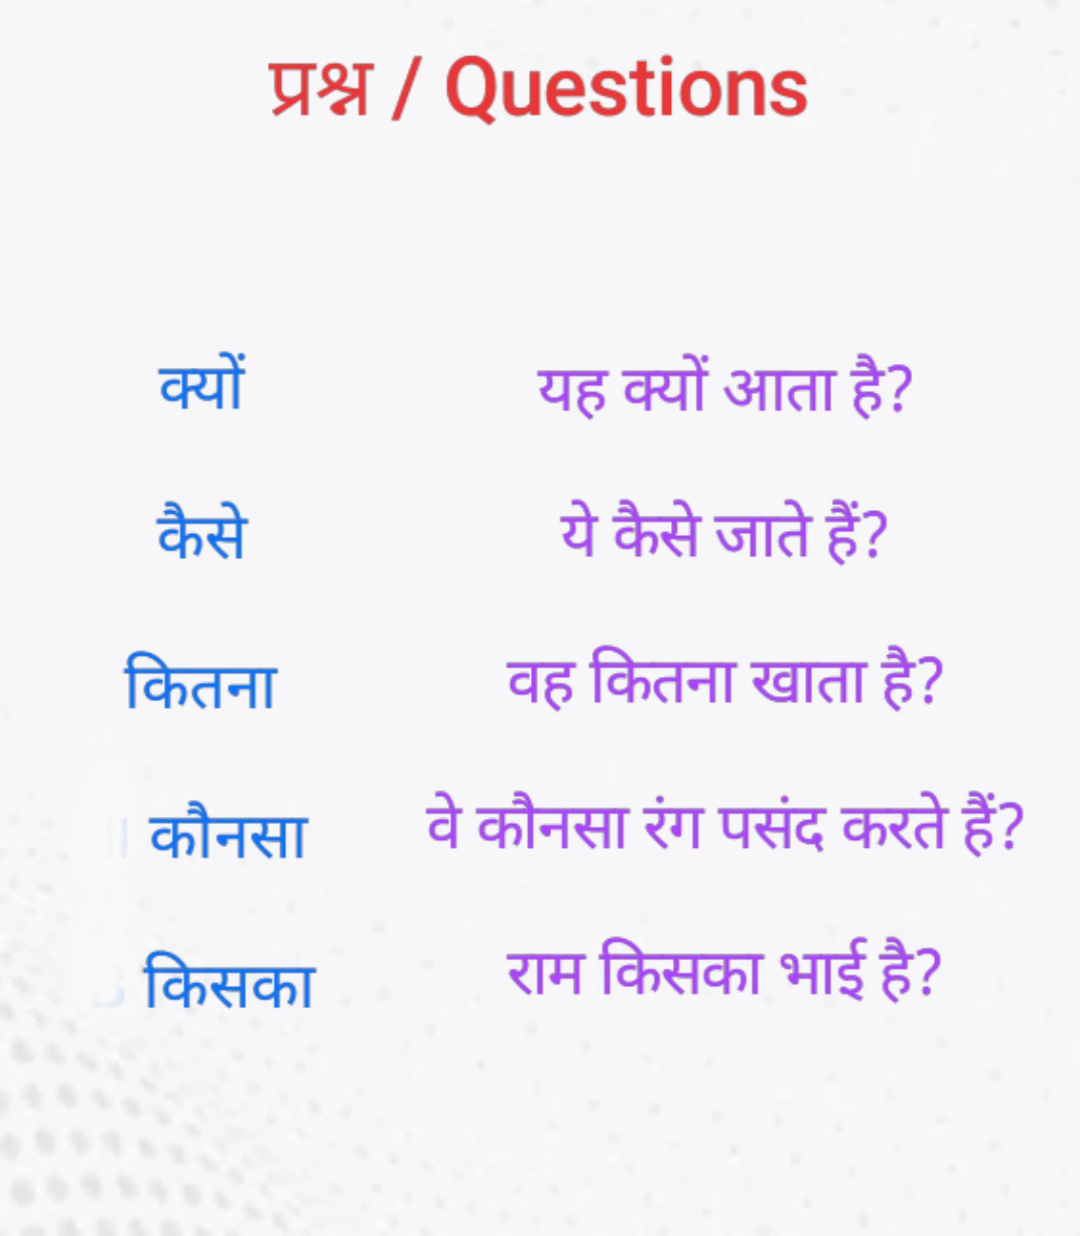 प्रश्न / Questions
क्यों यह क्यों आता है?
कैसे ये कैसे जाते हैं?
कितना वह कितना खाता है?
कौनसा वे कौनसा रंग पसंद करते हैं?
किसका राम किसका भाई है?